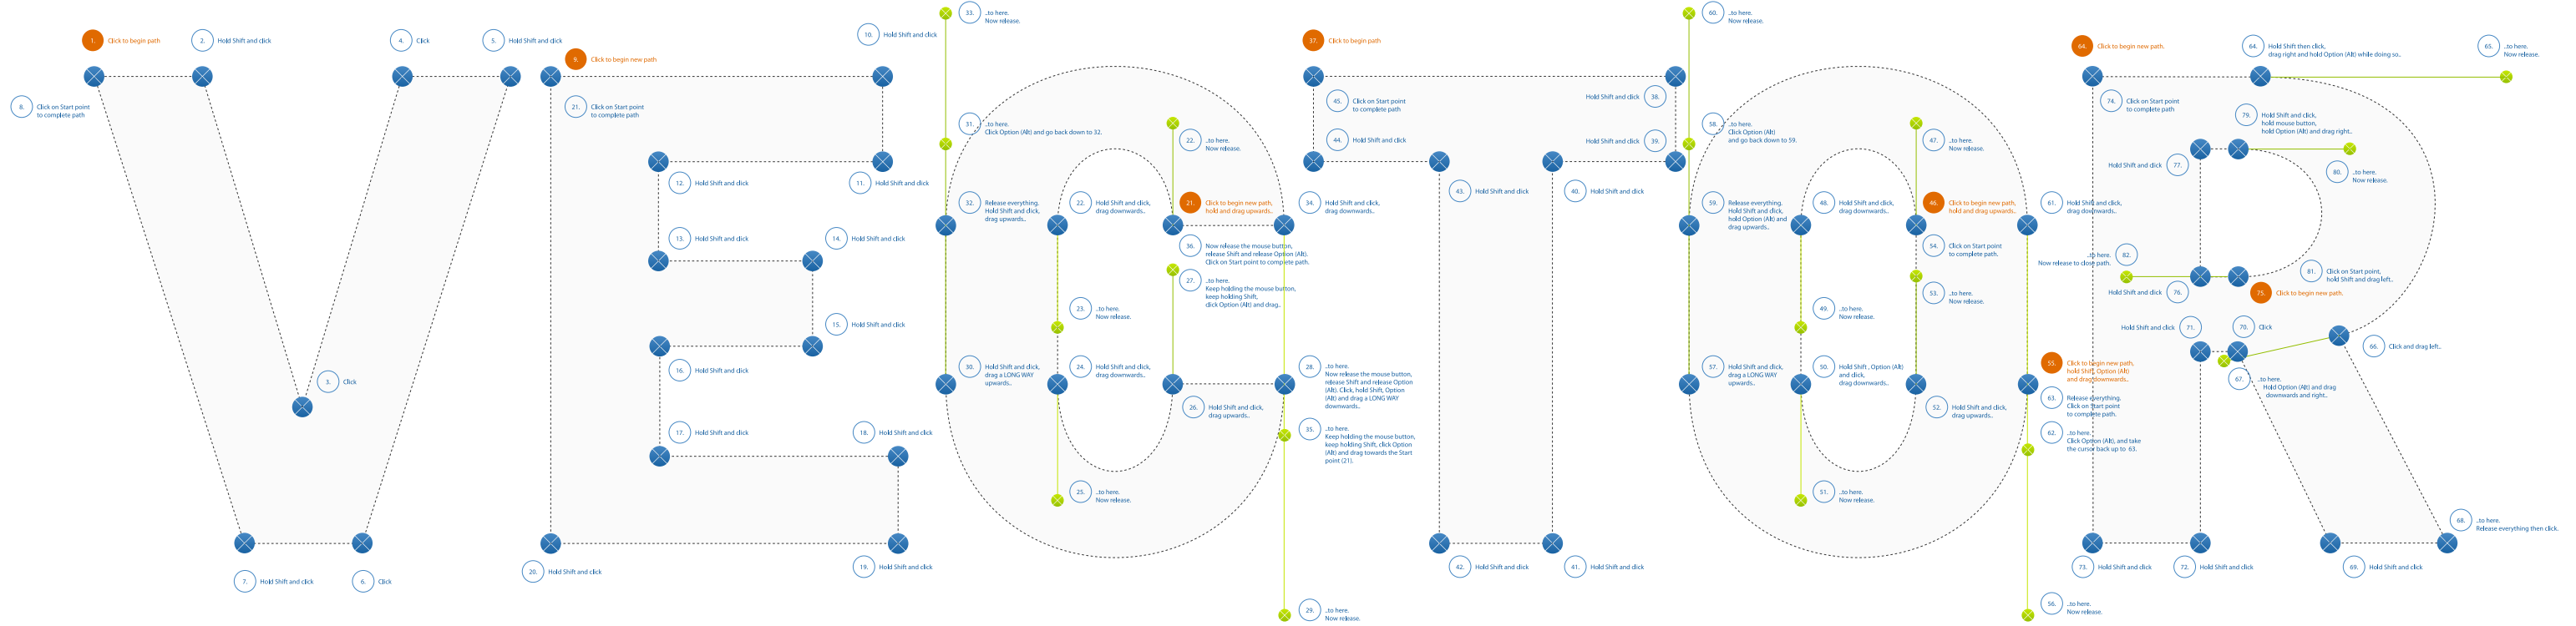 1. Click to begin path
2. Hold Shift and click
3. Click
4. Click
5. Hold Shift and click
6. Click
7. Hold Shift and click
8. Click on Start point
to complete path
9. Click to begin new path
10. Hold Shift and click
11. Hold Shift and click
12. Hold Shift and click
13. Hold Shift and click
14. Hold Shift and click
15. Hold Shift and click
16. Hold Shift and click
17. Hold Shift and click
18. Hold Shift and click
19. Hold Shift and click
20. Hold Shift and click
21. Click on Start point
to complete path
21. Click to begin new path,
hold and drag upwards..
22. ..to here.
Now release.
22. Hold Shift and click,
drag downwards..
23. ..to here.
Now release.
24. Hold Shift and click,
drag downwards..
25. ..to here.
Now release.
26. Hold Shift and click,
drag upwards..
27. ..to here.
Keep holding the mouse button,
keep holding Shift,
click Option (Alt) and drag..
28. ..to here.
Now release the mouse button,
release Shift and release Option
(Alt). Click, hold Shift, Option
(Alt) and drag a LONG WAY
downwards..
29. ..to here.
Now release.
30. Hold Shift and click,
drag a LONG WAY
upwards..
31. ..to here.
Click Option (Alt) and go back down to 32.
32. Release everything.
Hold Shift and click,
drag upwards..
33. ..to here.
Now release.
34. Hold Shift and click,
drag downwards..
35. ..to here.
Keep holding the mouse button,
keep holding Shift, click Option
(Alt) and drag towards the Start
point (21).
36. Now release the mouse button,
release Shift and release Option (Alt).
Click on Start point to complete path.
37. Click to begin path
38. Hold Shift and click
39. Hold Shift and click
40. Hold Shift and click
41. Hold Shift and click
42. Hold Shift and click
43. Hold Shift and click
44. Hold Shift and click
45. Click on Start point
to complete path
46. Click to begin new path,
hold and drag upwards..
47. ..to here.
Now release.
48. Hold Shift and click,
drag downwards..
49. ..to here.
Now release.
50. Hold Shift , Option (Alt)
and click,
drag downwards..
51. ..to here.
Now release.
52. Hold Shift and click,
drag upwards..
53. ..to here.
Now release.
54. Click on Start point
to complete path.
55. Click to begin new path,
hold Shift, Option (Alt)
and drag downwards..
56. ..to here.
Now release.
57. Hold Shift and click,
drag a LONG WAY
upwards..
58. ..to here.
Click Option (Alt)
and go back down to 59.
59. Release everything.
Hold Shift and click,
hold Option (Alt) and
drag upwards..
60. ..to here.
Now release.
61. Hold Shift and click,
drag downwards..
62. ..to here.
Click Option (Alt), and take
the cursor back up to 63.
63. Release everything.
Click on Start point
to complete path.
64. Click to begin new path.
64. Hold Shift then click,
drag right and hold Option (Alt) while doing so..
65. ..to here.
Now release.
66. Click and drag left..
67. ..to here.
Hold Option (Alt) and drag
downwards and right..
68. ..to here.
Release everything then click.
69. Hold Shift and click
70. Click
71. Hold Shift and click
72. Hold Shift and click
73. Hold Shift and click
74. Click on Start point
to complete path
75. Click to begin new path.
76. Hold Shift and click
77. Hold Shift and click
79. Hold Shift and click,
hold mouse button,
hold Option (Alt) and drag right..
80. ..to here.
Now release.
81. Click on Start point,
hold Shift and drag left..
82. ..to here.
Now release to close path.